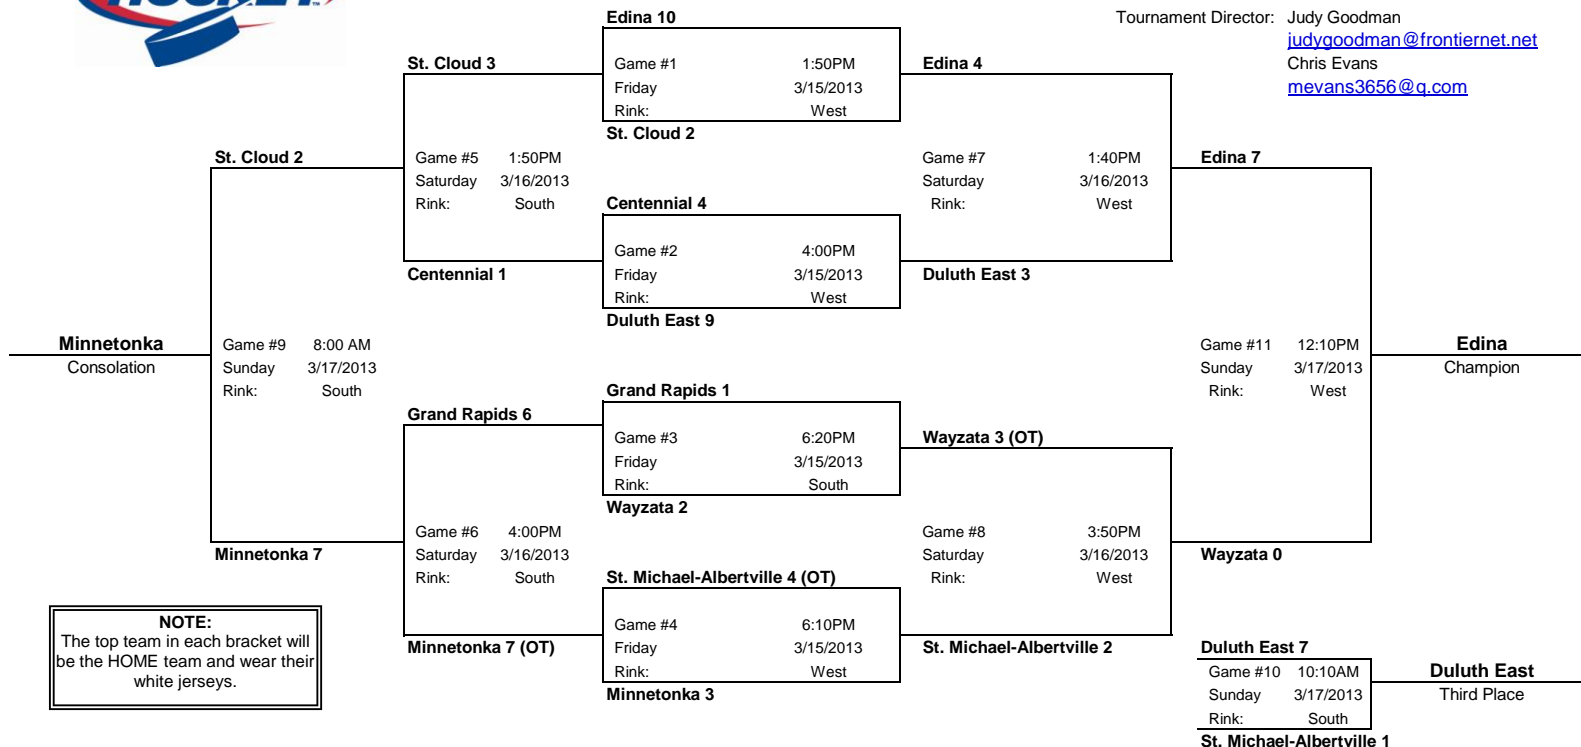 HOCKEY™
Edina 10
Tournament Director: Judy Goodman
judygoodman@frontiernet.net
Chris Evans
mevans3656@q.com
St. Cloud 3
Game #1 1:50PM
Friday 3/15/2013
Rink: West
Edina 4
St. Cloud 2
St. Cloud 2
Game #5 1:50PM
Saturday 3/16/2013
Rink: South
Game #7 1:40PM
Saturday 3/16/2013
Rink: West
Edina 7
Centennial 4
Game #2 4:00PM
Friday 3/15/2013
Rink: West
Centennial 1
Duluth East 3
Duluth East 9
Minnetonka
Consolation
Game #9 8:00 AM
Sunday 3/17/2013
Rink: South
Game #11 12:10PM
Sunday 3/17/2013
Rink: West
Edina
Champion
Grand Rapids 1
Grand Rapids 6
Game #3 6:20PM
Friday 3/15/2013
Rink: South
Wayzata 3 (OT)
Wayzata 2
Game #6 4:00PM
Saturday 3/16/2013
Rink: South
Game #8 3:50PM
Saturday 3/16/2013
Rink: West
Minnetonka 7
Wayzata 0
St. Michael-Albertville 4 (OT)
Game #4 6:10PM
Friday 3/15/2013
Rink: West
Minnetonka 7 (OT)
St. Michael-Albertville 2
Minnetonka 3
NOTE:
The top team in each bracket will
be the HOME team and wear their
white jerseys.
Duluth East 7
Game #10 10:10AM
Sunday 3/17/2013
Rink: South
Duluth East
Third Place
St. Michael-Albertville 1